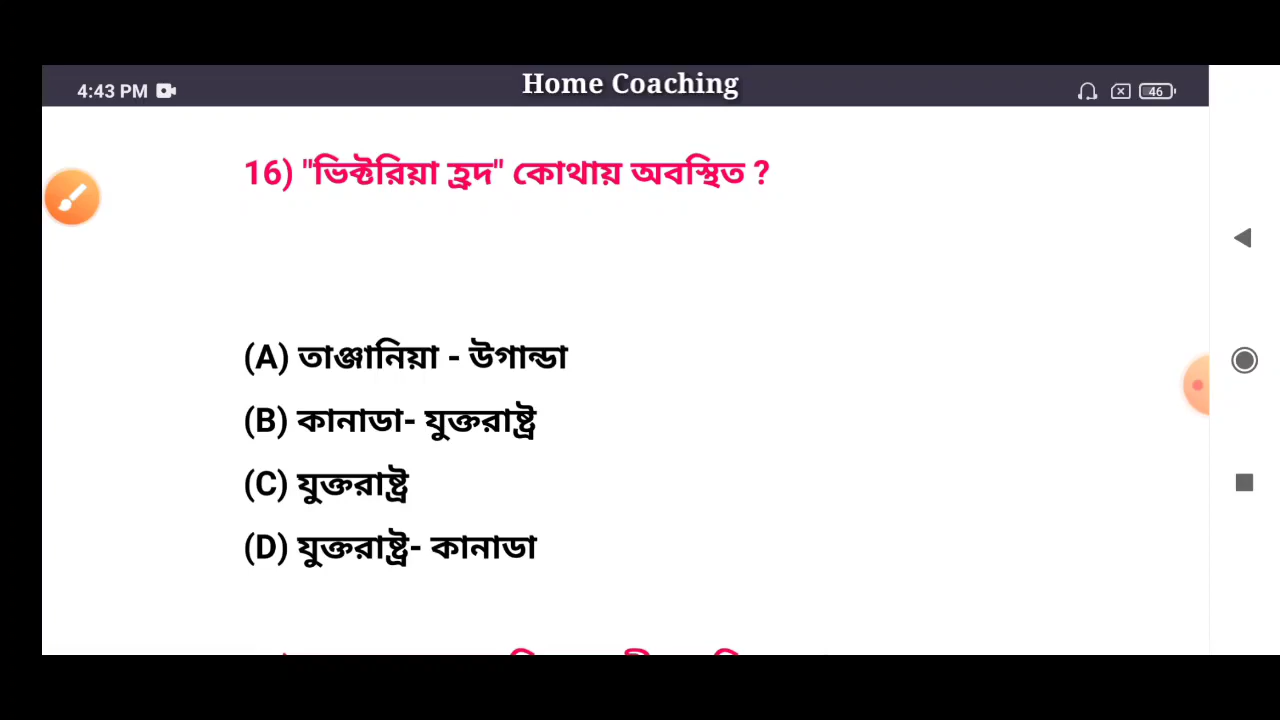 Home Coaching
4:43 PM
46
16) "ভিক্টরিয়া হ্রদ" কোথায় অবস্থিত ?
(A) তাঞ্জানিয়া - উগান্ডা
(B) কানাডা- যুক্তরাষ্ট্র
(C) যুক্তরাষ্ট্র
(D) যুক্তরাষ্ট্র- কানাডা